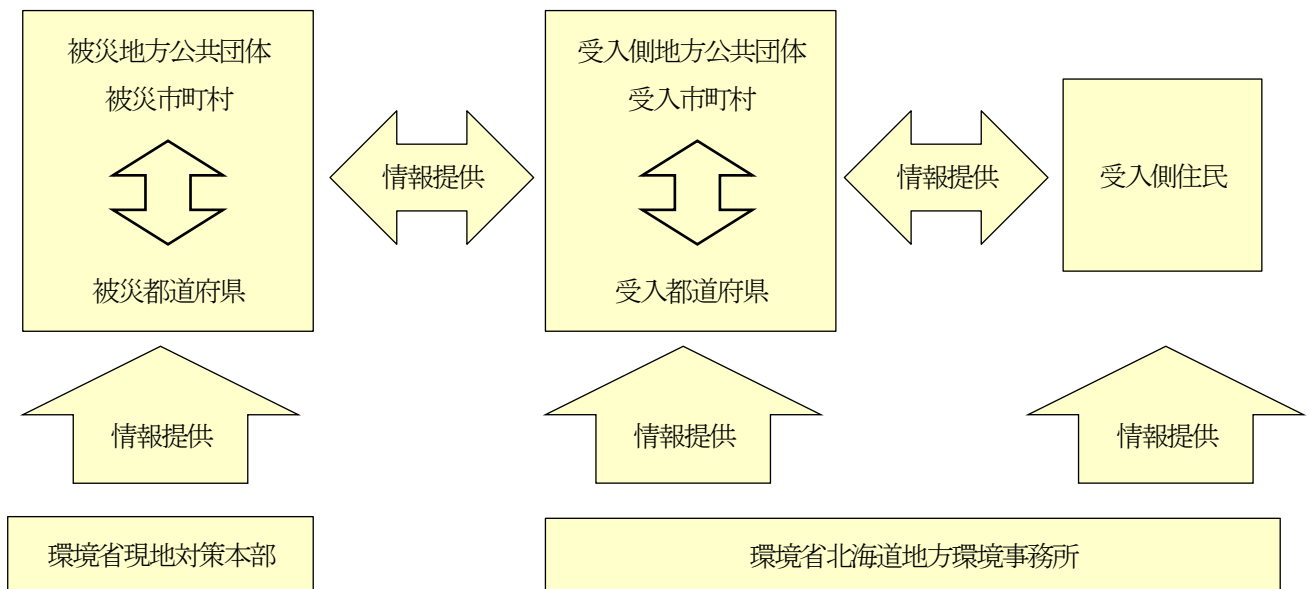 被災地方公共団体
被災市町村
被災都道府県
情報提供
受入側地方公共団体
受入市町村
受入都道府県
情報提供
受入側住民
情報提供
情報提供
情報提供
環境省現地対策本部
環境省北海道地方環境事務所